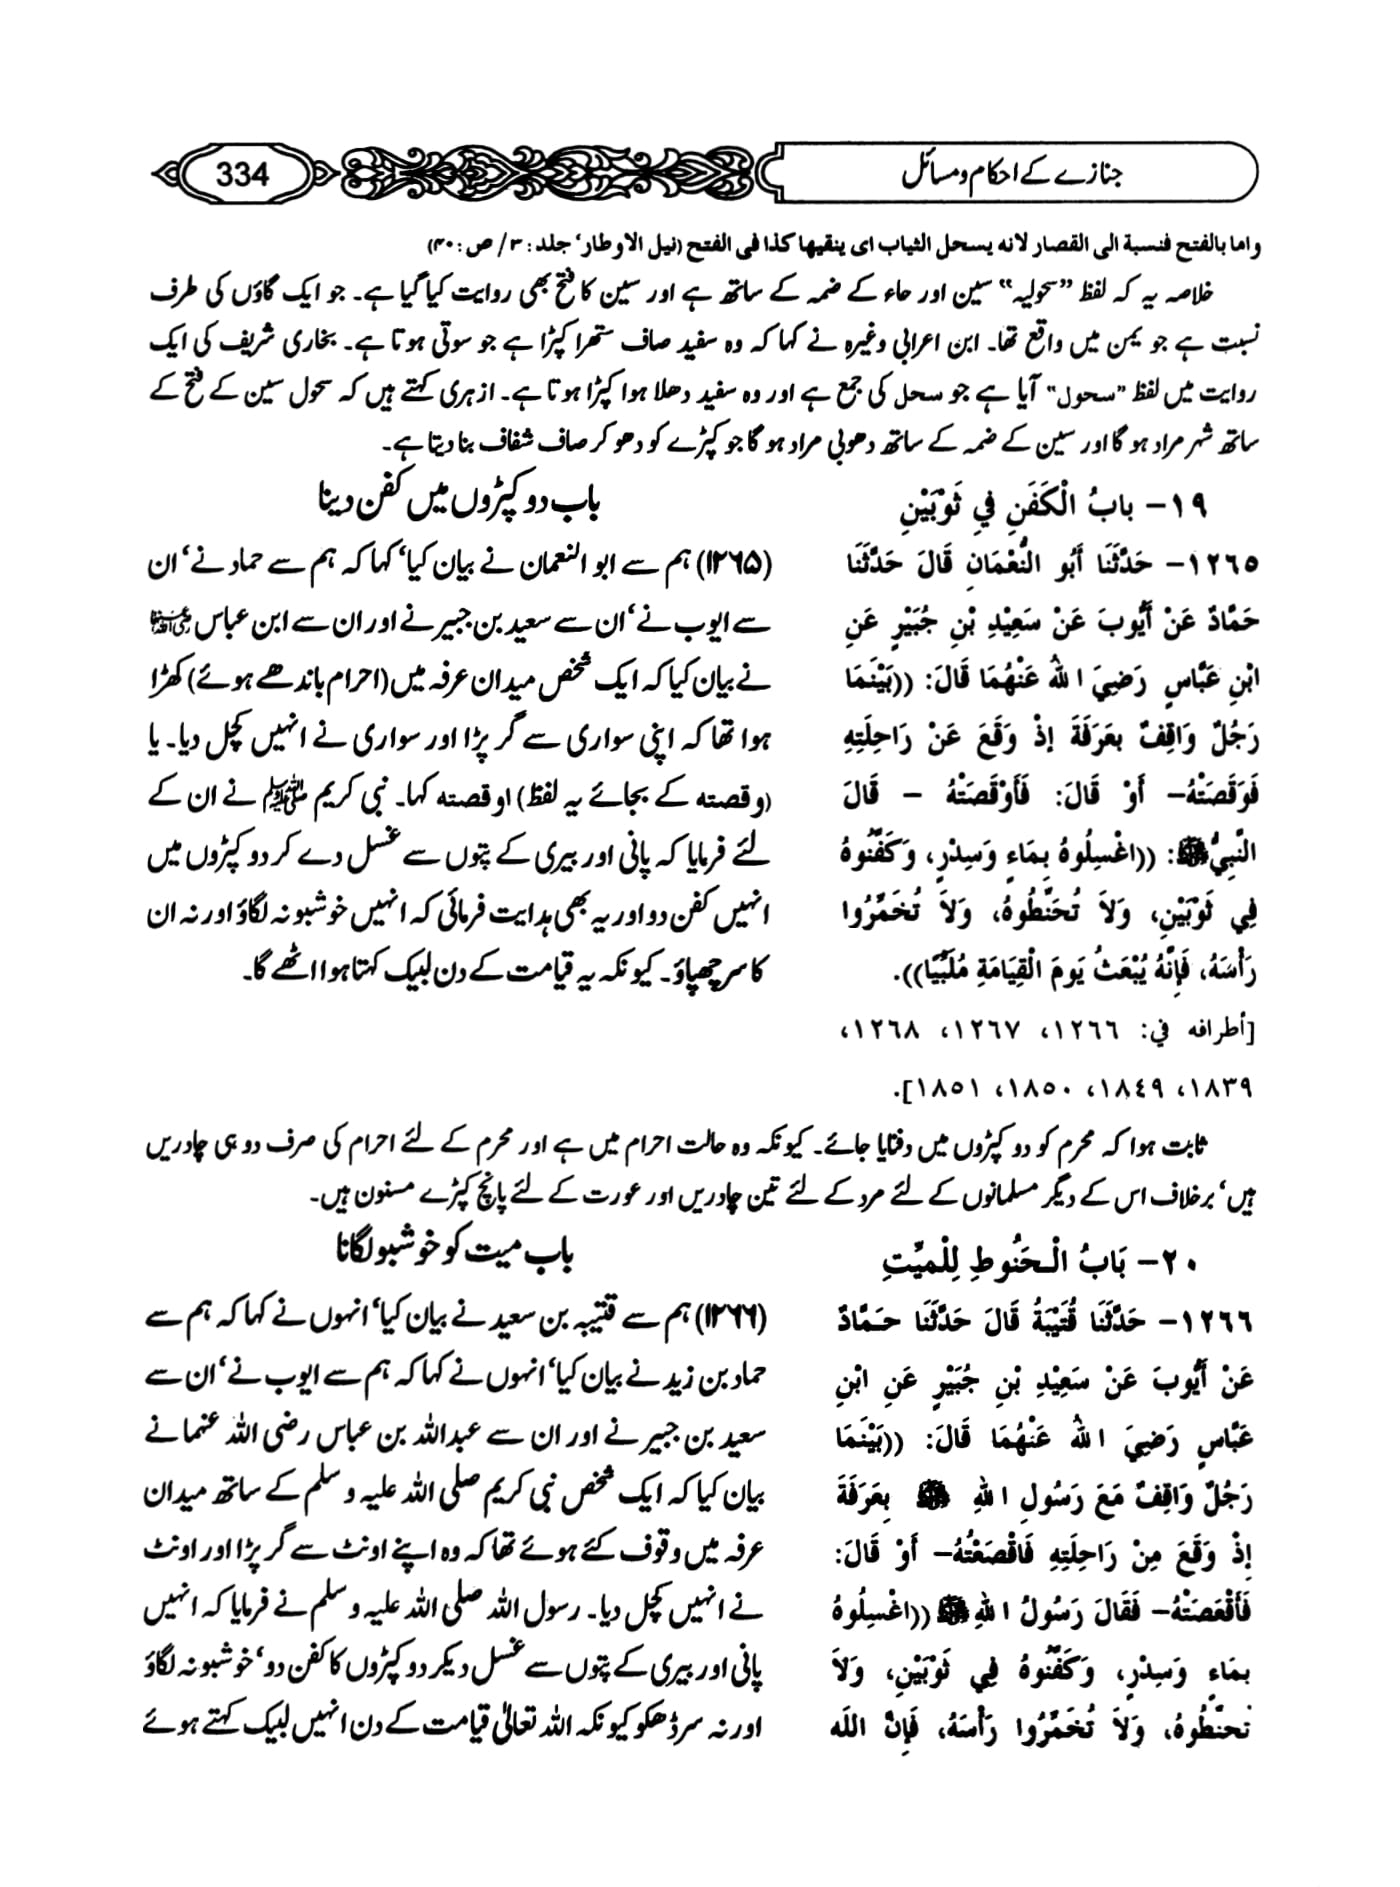 جنازے کے احکام و مسائل
334
واما بالفتح فنسبة الى القصار لانه يسحل الثياب اى ينقيها كذا فى الفتح (نيل الاوطار‘ جلد : ۳/ ص : ۴۰)
خلاصہ یہ کہ لفظ ”سحولیہ“ سین اور حاء کے ضمہ کے ساتھ ہے اور سین کا فتح بھی روایت کیا گیا ہے۔ جو ایک گاؤں کی طرف
نسبت ہے جو یمن میں واقع تھا۔ ابن اعرابی وغیرہ نے کہا کہ وہ سفید صاف ستھرا کپڑا ہے جو سوتی ہوتا ہے۔ بخاری شریف کی ایک
روایت میں لفظ ”سحول“ آیا ہے جو سحل کی جمع ہے اور وہ سفید دھلا ہوا کپڑا ہوتا ہے۔ ازہری کہتے ہیں کہ سحول سین کے فتح کے
ساتھ شہر مراد ہو گا اور سین کے ضمہ کے ساتھ دھوبی مراد ہو گا جو کپڑے کو دھو کر صاف شفاف بنا دیتا ہے۔
١٩- بابُ الْكَفَنِ فِي ثَوْبَيْنِ
١٢٦٥- حَدَّثَنَا أَبُو النُّعْمَانِ قَالَ حَدَّثَنَا
حَمَّادٌ عَنْ أَيُّوبَ عَنْ سَعِيْدِ بْنِ جُبَيْرٍ عَنِ
ابْنِ عَبَّاسٍ رَضِيَ اللهُ عَنْهُمَا قَالَ: ((بَيْنَمَا
رَجُلٌ وَاقِفٌ بِعَرَفَةَ إِذْ وَقَعَ عَنْ رَاحِلَتِهِ
فَوَقَصَتْهُ- أَوْ قَالَ: فَأَوْقَصَتْهُ - قَالَ
النَّبِيُّ ﷺ: ((اغْسِلُوهُ بِمَاءٍ وَسِدْرٍ، وَكَفِّنُوهُ
فِي ثَوْبَيْنِ، وَلاَ تُحَنِّطُوهُ، وَلاَ تُخَمِّرُوا
رَأْسَهُ، فَإِنَّهُ يُبْعَثُ يَومَ الْقِيَامَةِ مُلَبِّيًا)).
[أطرافه في: ١٢٦٦، ١٢٦٧، ١٢٦٨،
١٨٣٩، ١٨٤٩، ١٨٥٠، ١٨٥١].
باب دو کپڑوں میں کفن دینا
(۱۲۶۵) ہم سے ابو النعمان نے بیان کیا‘ کہا کہ ہم سے حماد نے‘ ان
سے ایوب نے‘ ان سے سعید بن جبیر نے اور ان سے ابن عباس رضی اللہ عنہما
نے بیان کیا کہ ایک شخص میدان عرفہ میں (احرام باندھے ہوئے) کھڑا
ہوا تھا کہ اپنی سواری سے گر پڑا اور سواری نے انہیں کچل دیا۔ یا
(وقصته کے بجائے یہ لفظ) اوقصته کہا۔ نبی کریم ﷺ نے ان کے
لئے فرمایا کہ پانی اور بیری کے پتوں سے غسل دے کر دو کپڑوں میں
انہیں کفن دو اور یہ بھی ہدایت فرمائی کہ انہیں خوشبو نہ لگاؤ اور نہ ان
کا سر چھپاؤ۔ کیونکہ یہ قیامت کے دن لبیک کہتا ہوا اٹھے گا۔
ثابت ہوا کہ محرم کو دو کپڑوں میں دفنایا جائے۔ کیونکہ وہ حالت احرام میں ہے اور محرم کے لئے احرام کی صرف دو ہی چادریں
ہیں‘ برخلاف اس کے دیگر مسلمانوں کے لئے مرد کے لئے تین چادریں اور عورت کے لئے پانچ کپڑے مسنون ہیں۔
٢٠- بَابُ الْحَنُوطِ لِلْمَيِّتِ
١٢٦٦- حَدَّثَنَا قُتَيْبَةُ قَالَ حَدَّثَنَا حَمَّادٌ
عَنْ أَيُّوبَ عَنْ سَعِيْدِ بْنِ جُبَيْرٍ عَنِ ابْنِ
عَبَّاسٍ رَضِيَ اللهُ عَنْهُمَا قَالَ: ((بَيْنَمَا
رَجُلٌ وَاقِفٌ مَعَ رَسُولِ اللهِ ﷺ بِعَرَفَةَ
إِذْ وَقَعَ مِنْ رَاحِلَتِهِ فَاقْصَعَتْهُ- أَوْ قَالَ:
فَأَقْعَصَتْهُ- فَقَالَ رَسُولُ اللهِ ﷺ ((اغْسِلُوهُ
بِمَاءٍ وَسِدْرٍ، وَكَفِّنُوهُ فِي ثَوْبَيْنِ، وَلاَ
تُحنِّطُوهُ، وَلاَ تُخَمِّرُوا رَأْسَهُ، فَإِنَّ اللَّه
باب میت کو خوشبو لگانا
(۱۲۶۶) ہم سے قتیبہ بن سعید نے بیان کیا‘ انہوں نے کہا کہ ہم سے
حماد بن زید نے بیان کیا‘ انہوں نے کہا کہ ہم سے ایوب نے‘ ان سے
سعید بن جبیر نے اور ان سے عبداللہ بن عباس رضی اللہ عنہما نے
بیان کیا کہ ایک شخص نبی کریم صلی اللہ علیہ و سلم کے ساتھ میدان
عرفہ میں وقوف کئے ہوئے تھا کہ وہ اپنے اونٹ سے گر پڑا اور اونٹ
نے انہیں کچل دیا۔ رسول اللہ صلی اللہ علیہ و سلم نے فرمایا کہ انہیں
پانی اور بیری کے پتوں سے غسل دیکر دو کپڑوں کا کفن دو‘ خوشبو نہ لگاؤ
اور نہ سر ڈھکو کیونکہ اللہ تعالیٰ قیامت کے دن انہیں لبیک کہتے ہوئے